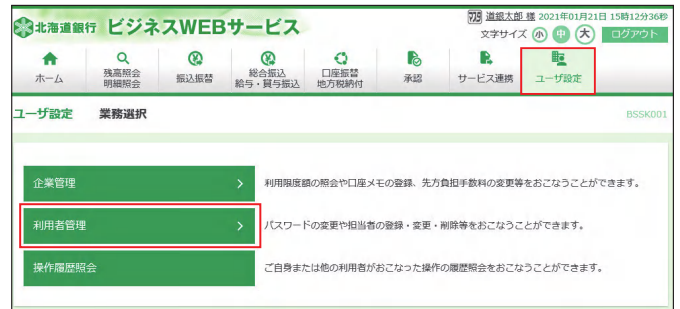 北海道銀行 ビジネスWEBサービス
道銀太郎 様 2021年01月21日 15時12分36秒
文字サイズ 小 中 大 ログアウト
ホーム
残高照会
明細照会
振込振替
総合振込
給与・賞与振込
口座振替
地方税納付
承認
サービス連携
ユーザ設定
ユーザ設定 業務選択 BSSK001
企業管理 利用限度額の照会や口座メモの登録、先方負担手数料の変更等をおこなうことができます。
利用者管理 パスワードの変更や担当者の登録・変更・削除等をおこなうことができます。
操作履歴照会 ご自身または他の利用者がおこなった操作の履歴照会をおこなうことができます。